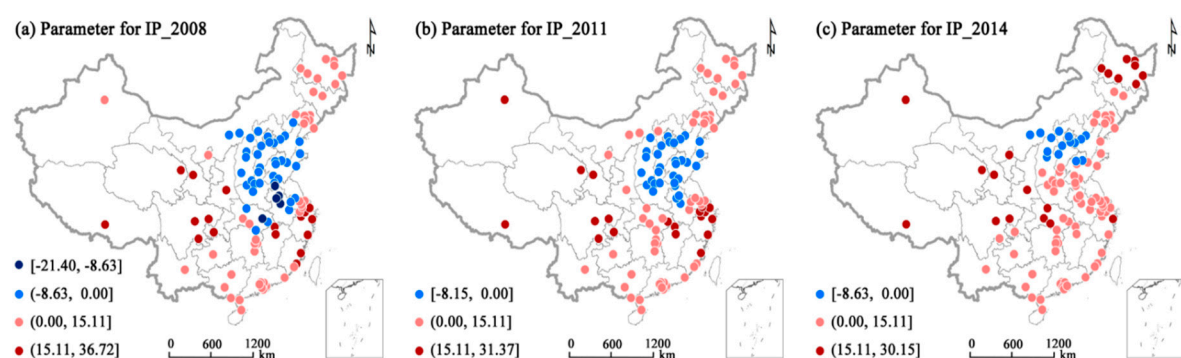 (a) Parameter for IP_2008
N
[-21.40, -8.63]
(-8.63, 0.00]
(0.00, 15.11]
(15.11, 36.72]
0 600 1200
km
(b) Parameter for IP_2011
N
[-8.15, 0.00]
(0.00, 15.11]
(15.11, 31.37]
0 600 1200
km
(c) Parameter for IP_2014
N
[-8.63, 0.00]
(0.00, 15.11]
(15.11, 30.15]
0 600 1200
km